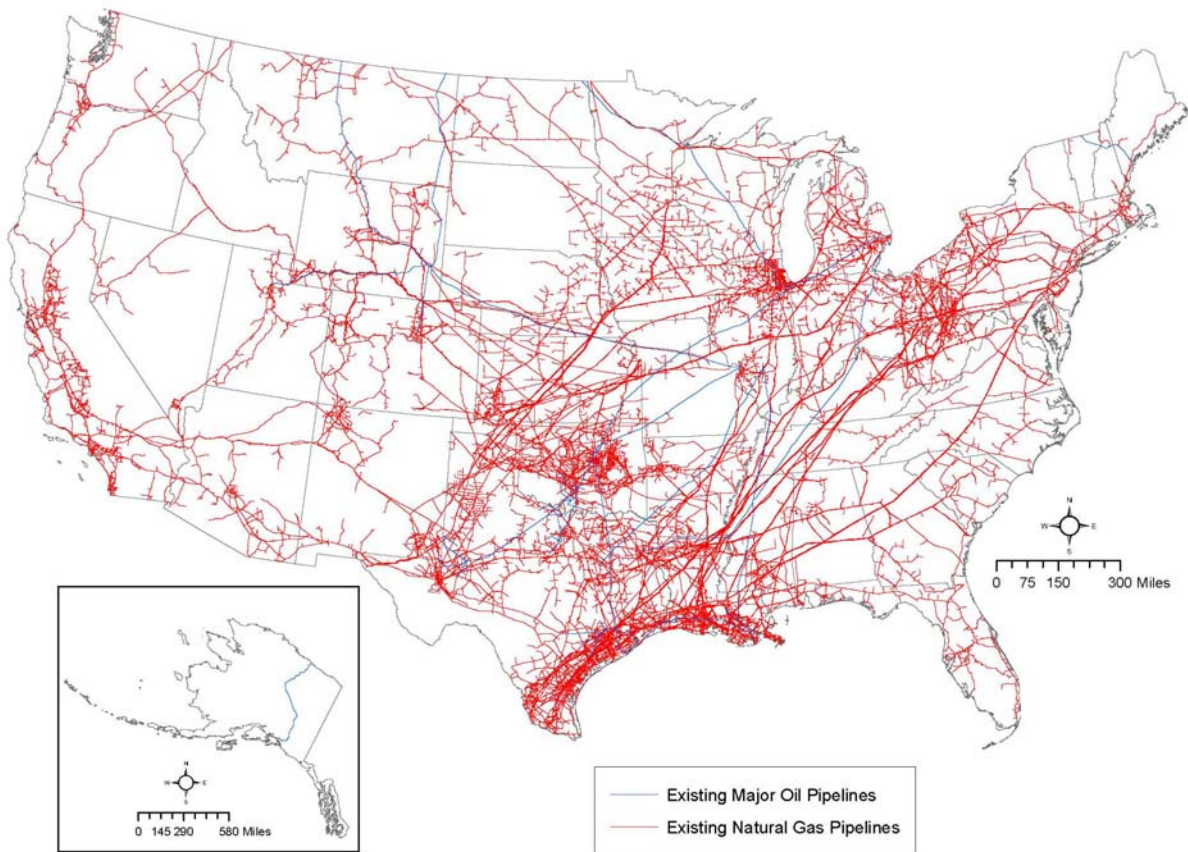 N
W E
S
0 75 150 300 Miles
N
W E
S
0 145 290 580 Miles
Existing Major Oil Pipelines
Existing Natural Gas Pipelines